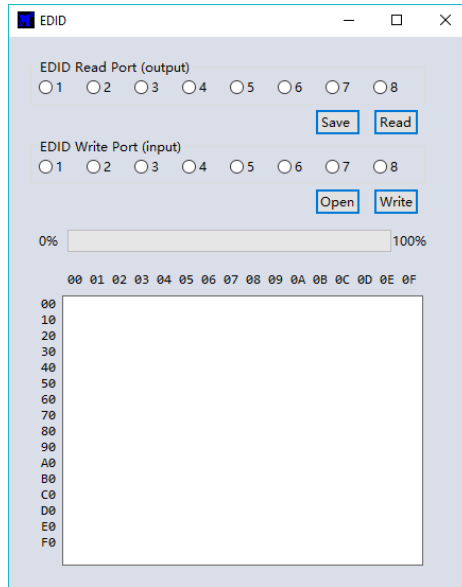 EDID
EDID Read Port (output)
1 2 3 4 5 6 7 8
Save Read
EDID Write Port (input)
1 2 3 4 5 6 7 8
Open Write
0% 100%
00 01 02 03 04 05 06 07 08 09 0A 0B 0C 0D 0E 0F
00
10
20
30
40
50
60
70
80
90
A0
B0
C0
D0
E0
F0